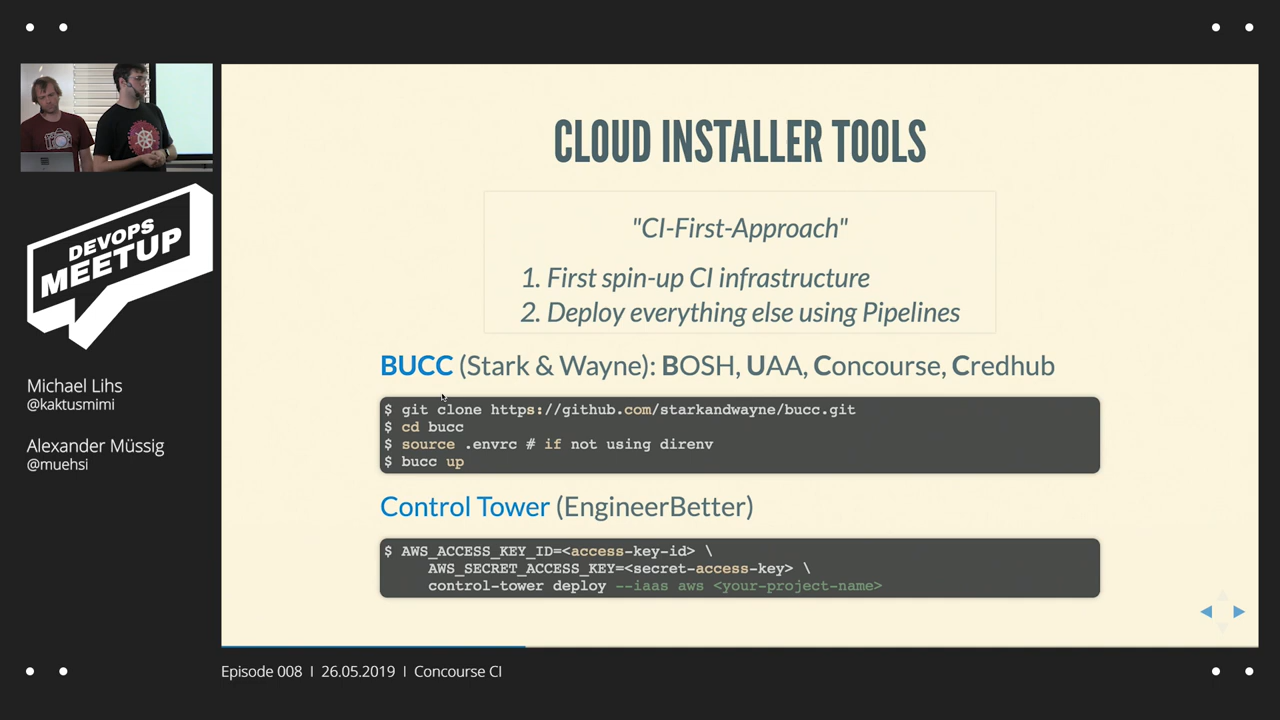 CLOUD INSTALLER TOOLS
"CI-First-Approach"
1. First spin-up CI infrastructure
2. Deploy everything else using Pipelines
BUCC (Stark & Wayne): BOSH, UAA, Concourse, Credhub
$ git clone https://github.com/starkandwayne/bucc.git
$ cd bucc
$ source .envrc # if not using direnv
$ bucc up
Control Tower (EngineerBetter)
$ AWS_ACCESS_KEY_ID=<access-key-id> \
AWS_SECRET_ACCESS_KEY=<secret-access-key> \
control-tower deploy --iaas aws <your-project-name>
DEVOPS
MEETUP
Michael Lihs
@kaktusmimi
Alexander Müssig
@muehsi
Episode 008 | 26.05.2019 | Concourse CI